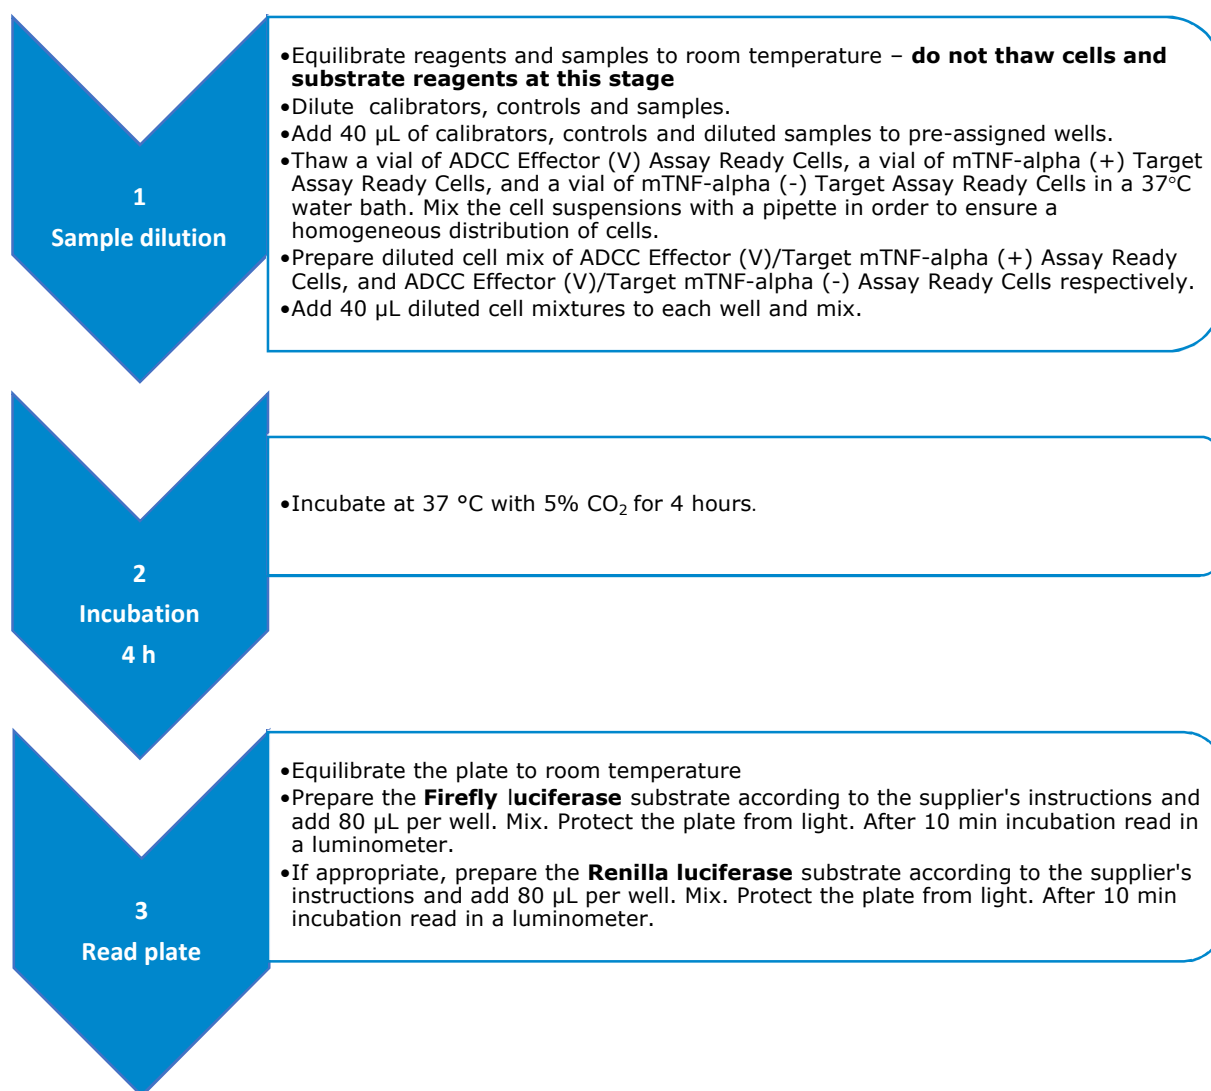 1
Sample dilution
•Equilibrate reagents and samples to room temperature – do not thaw cells and
substrate reagents at this stage
•Dilute  calibrators, controls and samples.
•Add 40 µL of calibrators, controls and diluted samples to pre-assigned wells.
•Thaw a vial of ADCC Effector (V) Assay Ready Cells, a vial of mTNF-alpha (+) Target
Assay Ready Cells, and a vial of mTNF-alpha (-) Target Assay Ready Cells in a 37°C
water bath. Mix the cell suspensions with a pipette in order to ensure a
homogeneous distribution of cells.
•Prepare diluted cell mix of ADCC Effector (V)/Target mTNF-alpha (+) Assay Ready
Cells, and ADCC Effector (V)/Target mTNF-alpha (-) Assay Ready Cells respectively.
•Add 40 µL diluted cell mixtures to each well and mix.
2
Incubation
4 h
•Incubate at 37 °C with 5% CO₂ for 4 hours.
3
Read plate
•Equilibrate the plate to room temperature
•Prepare the Firefly luciferase substrate according to the supplier's instructions and
add 80 µL per well. Mix. Protect the plate from light. After 10 min incubation read in
a luminometer.
•If appropriate, prepare the Renilla luciferase substrate according to the supplier's
instructions and add 80 µL per well. Mix. Protect the plate from light. After 10 min
incubation read in a luminometer.